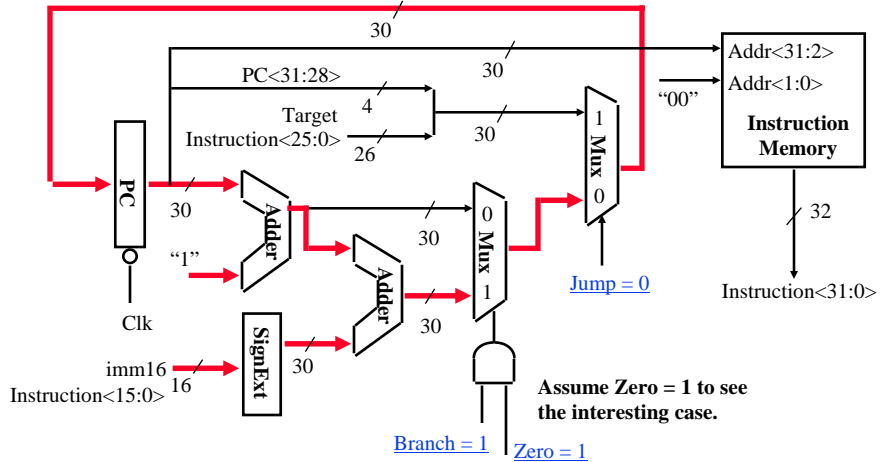 30
30
Addr<31:2>
PC<31:28>
4
Addr<1:0>
"00"
Target
30
1
Instruction<25:0>
26
Mux
Instruction
Memory
0
PC
30
Adder
0
30
Mux
32
"1"
Adder
1
Jump = 0
Instruction<31:0>
Clk
30
SignExt
30
imm16
16
Instruction<15:0>
Assume Zero = 1 to see
the interesting case.
Branch = 1
Zero = 1